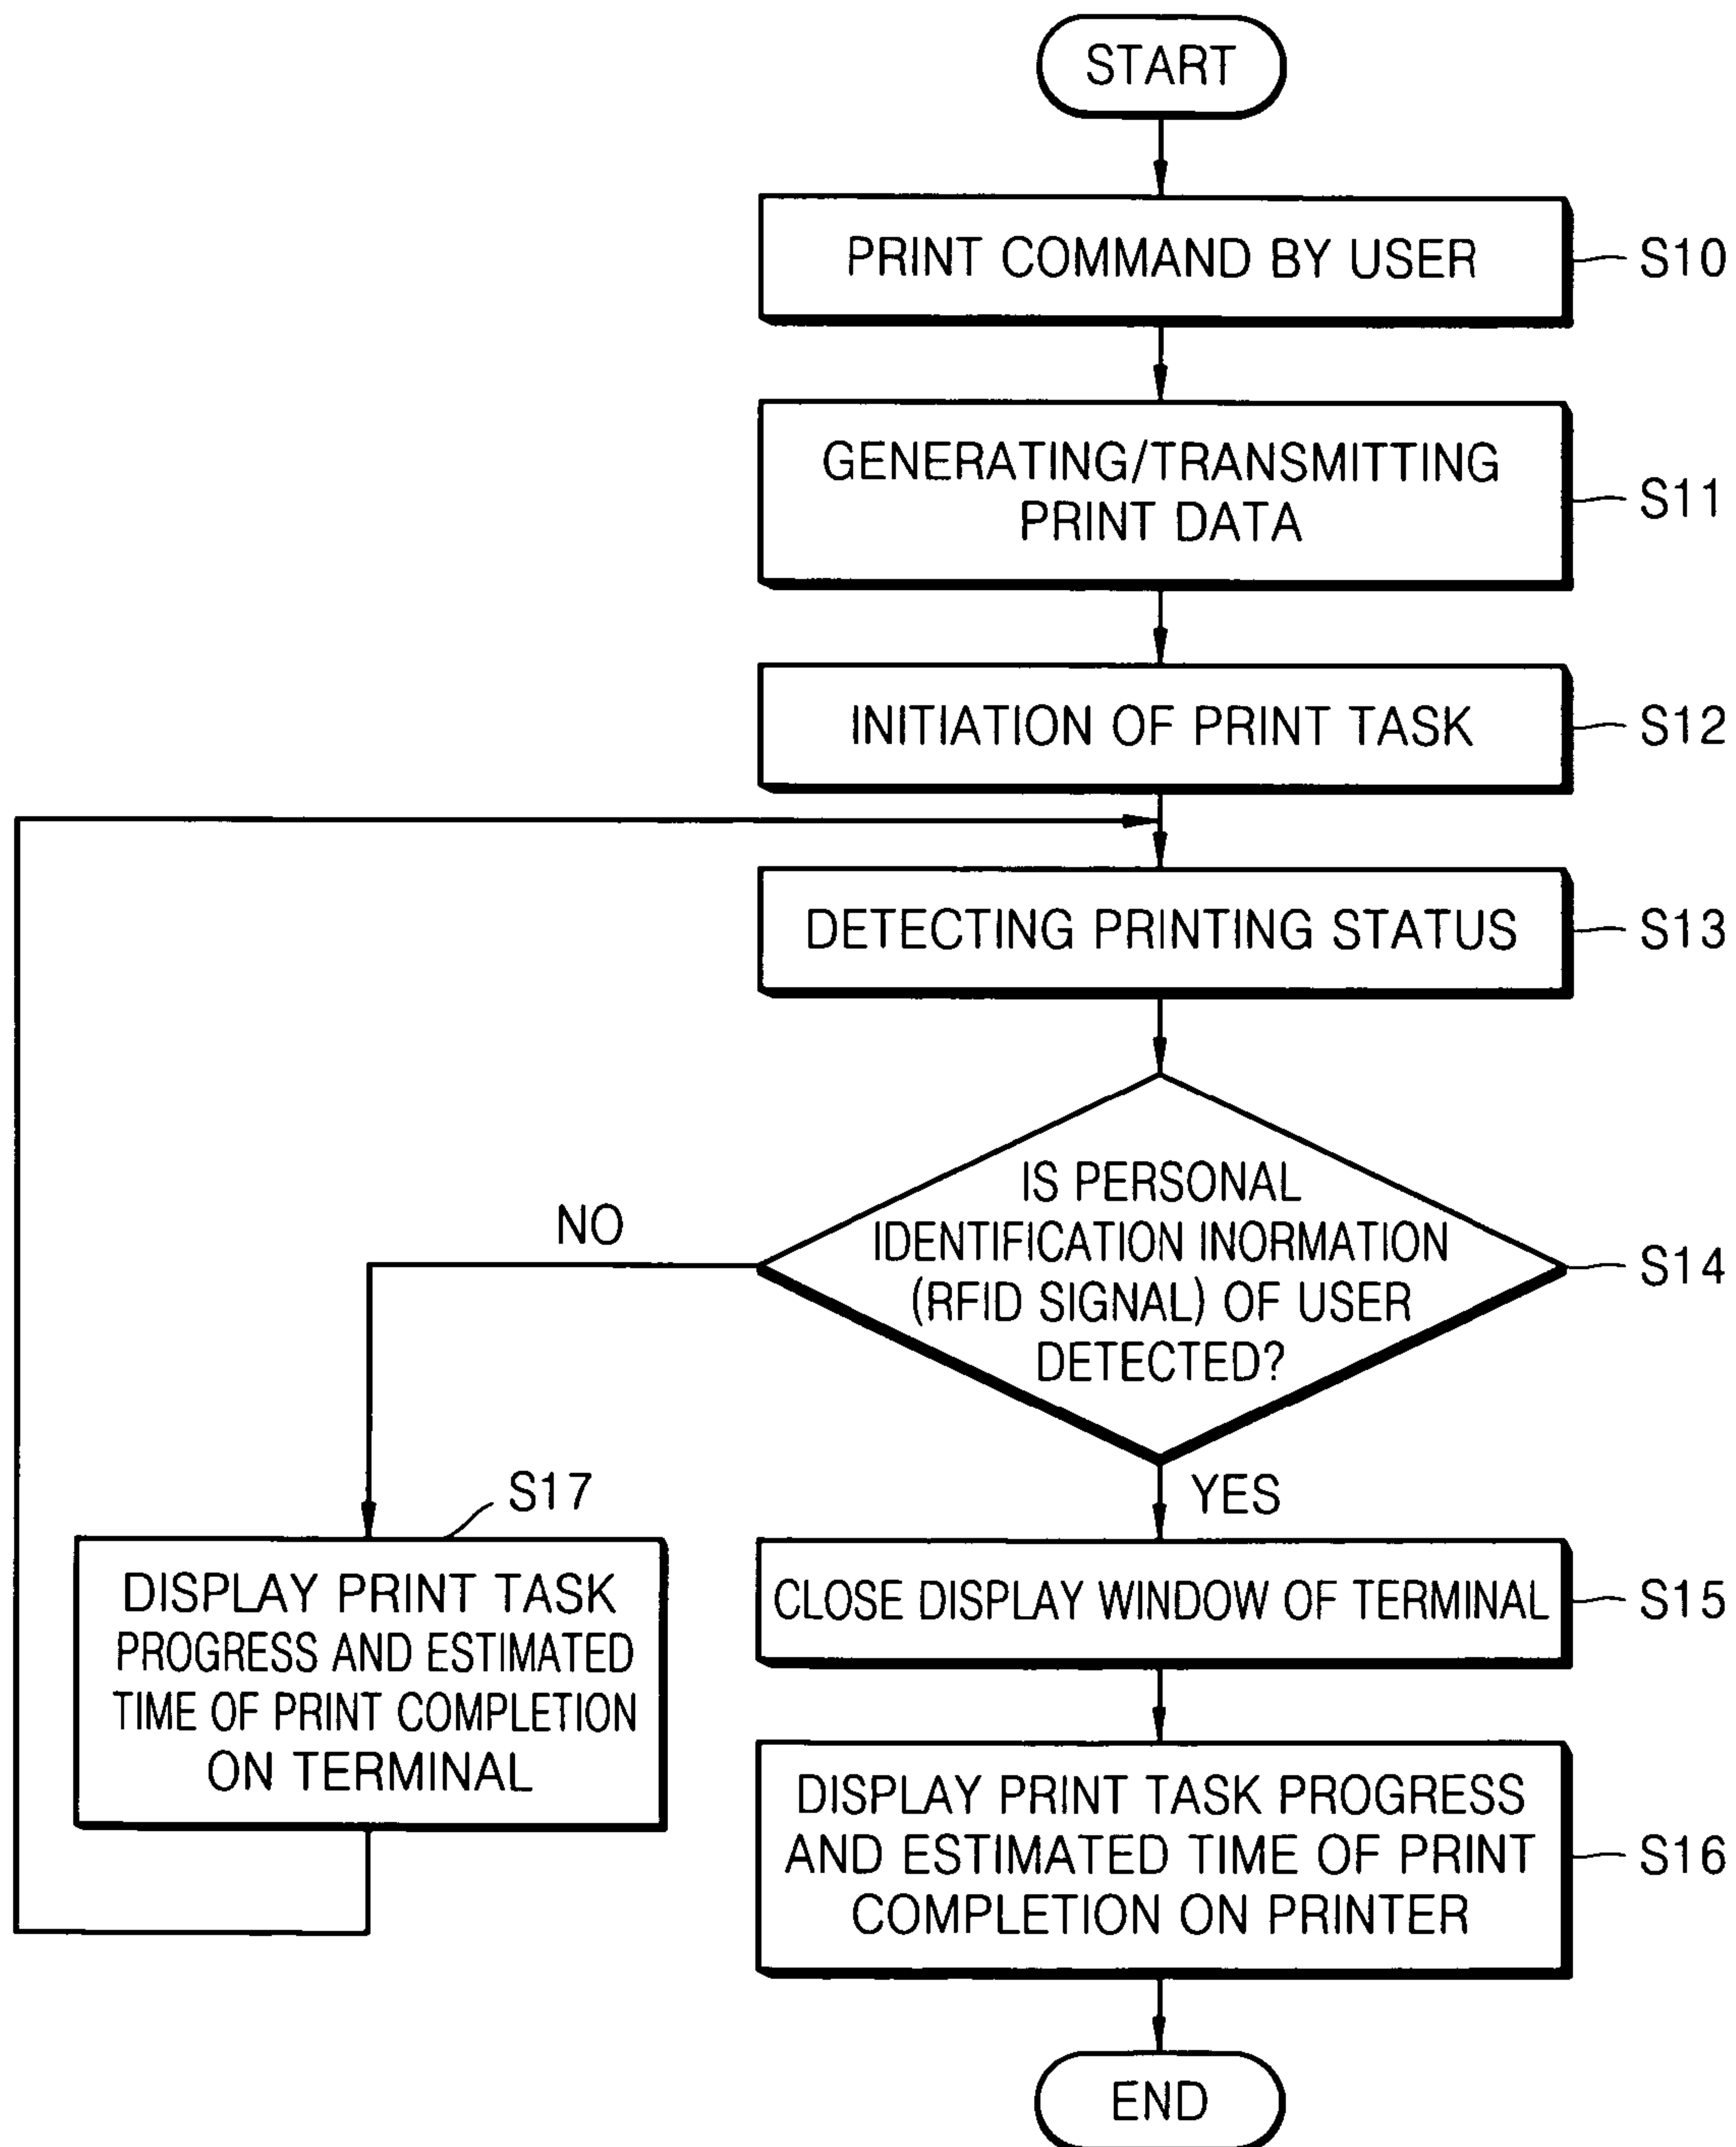 START
PRINT COMMAND BY USER
S10
GENERATING/TRANSMITTING
PRINT DATA
S11
INITIATION OF PRINT TASK
S12
DETECTING PRINTING STATUS
S13
IS PERSONAL
IDENTIFICATION INORMATION
(RFID SIGNAL) OF USER
DETECTED?
S14
NO
YES
S17
DISPLAY PRINT TASK
PROGRESS AND ESTIMATED
TIME OF PRINT COMPLETION
ON TERMINAL
CLOSE DISPLAY WINDOW OF TERMINAL
S15
DISPLAY PRINT TASK PROGRESS
AND ESTIMATED TIME OF PRINT
COMPLETION ON PRINTER
S16
END